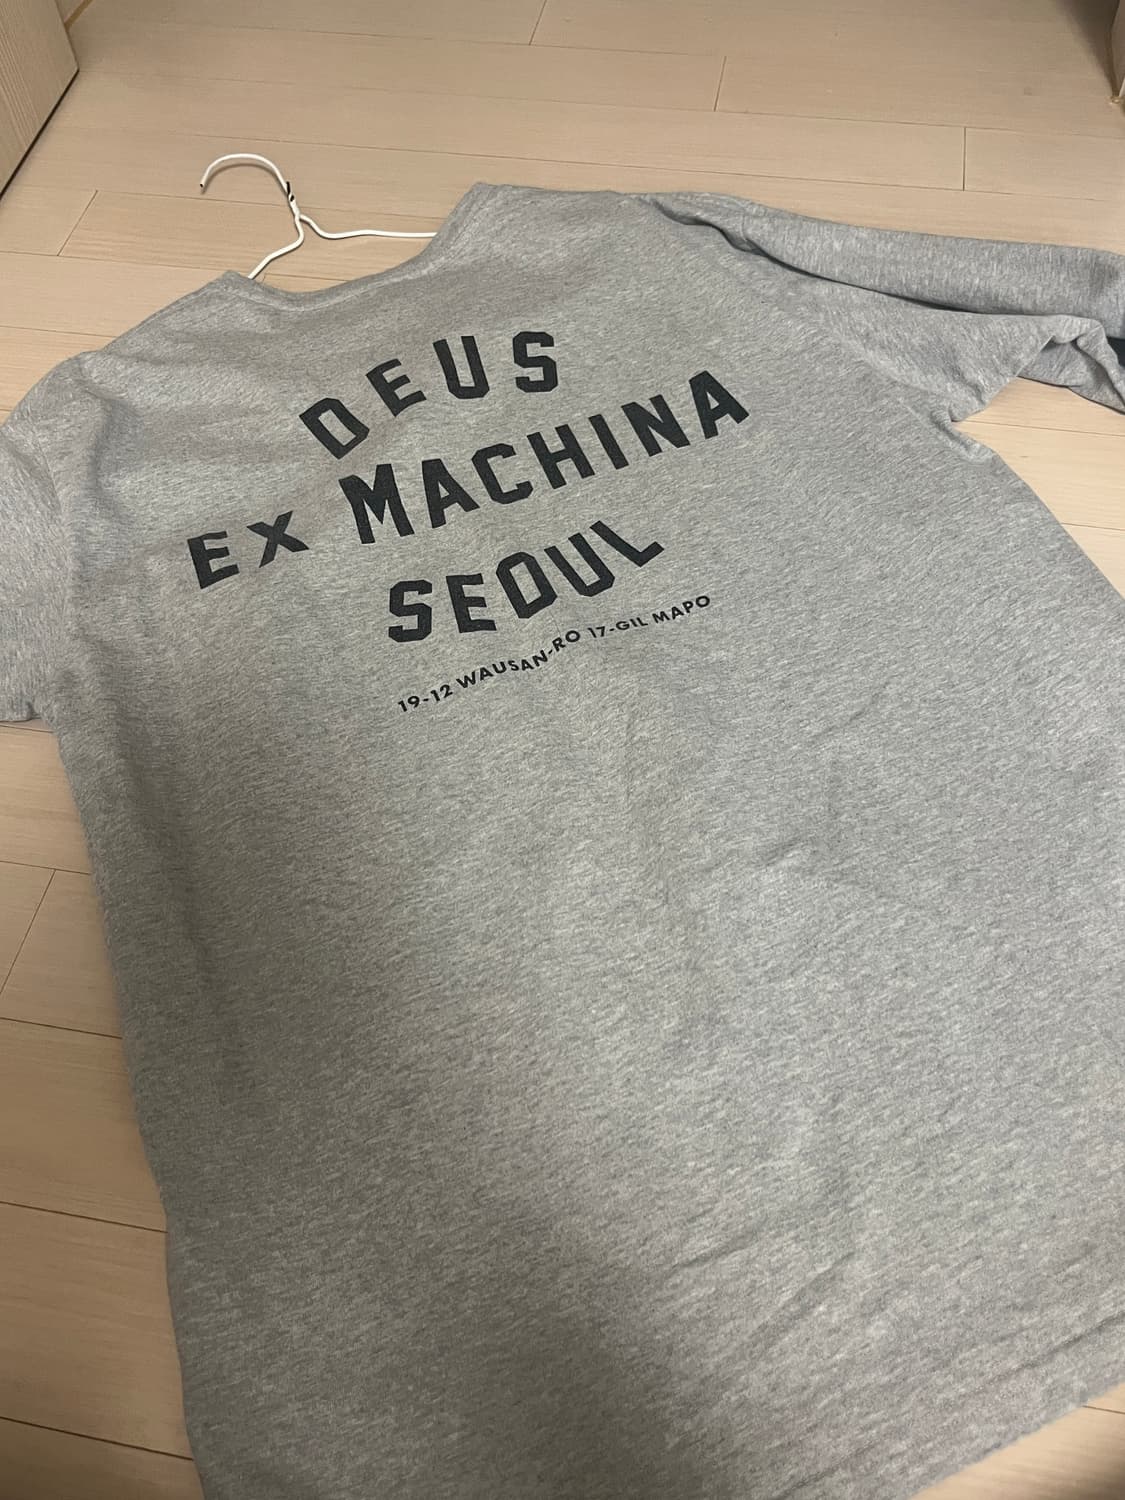 DEUS
EX MACHINA
SEOUL
19-12 WAUSAN-RO 17-GIL MAPO